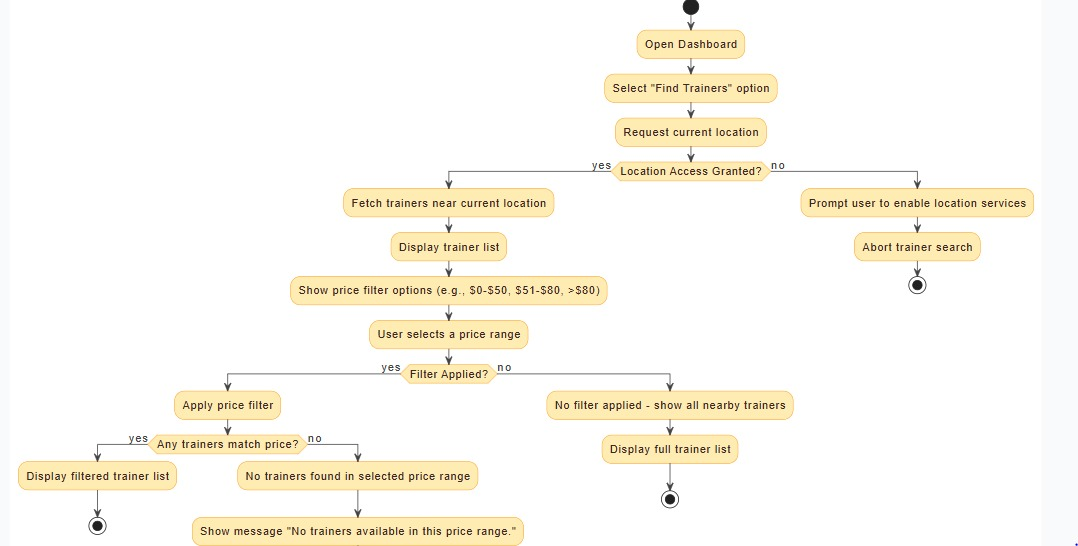 Open Dashboard
Select "Find Trainers" option
Request current location
yes
Location Access Granted?
no
Fetch trainers near current location
Prompt user to enable location services
Display trainer list
Abort trainer search
Show price filter options (e.g., $0-$50, $51-$80, >$80)
User selects a price range
yes
Filter Applied?
no
Apply price filter
No filter applied - show all nearby trainers
yes
Any trainers match price?
no
Display full trainer list
Display filtered trainer list
No trainers found in selected price range
Show message "No trainers available in this price range."